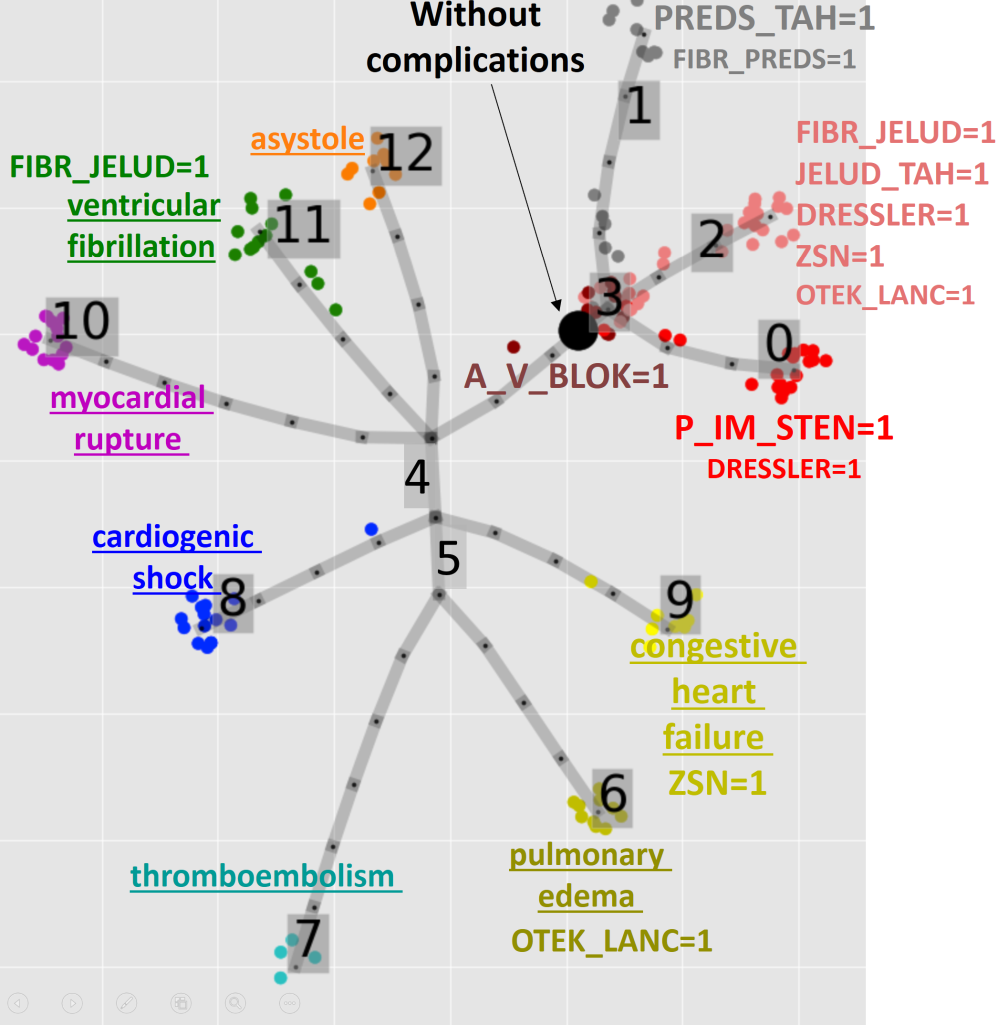 Without
complications
PREDS_TAH=1
FIBR_PREDS=1
1
asystole
12
FIBR_JELUD=1
ventricular
fibrillation
11
FIBR_JELUD=1
JELUD_TAH=1
DRESSLER=1
ZSN=1
OTEK_LANC=1
2
3
10
0
A_V_BLOK=1
myocardial
rupture
P_IM_STEN=1
DRESSLER=1
4
cardiogenic
shock
5
8
9
congestive
heart
failure
ZSN=1
6
pulmonary
edema
OTEK_LANC=1
thromboembolism
7